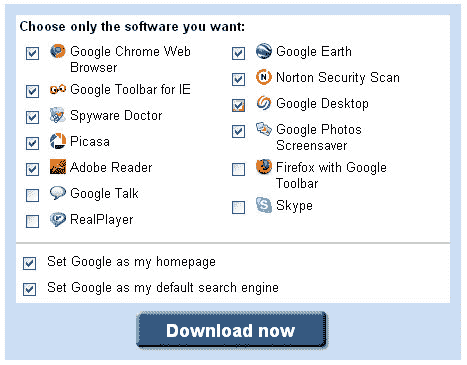 Choose only the software you want:
Google Chrome Web
Browser
Google Toolbar for IE
Spyware Doctor
Picasa
Adobe Reader
Google Talk
RealPlayer
Google Earth
Norton Security Scan
Google Desktop
Google Photos
Screensaver
Firefox with Google
Toolbar
Skype
Set Google as my homepage
Set Google as my default search engine
Download now